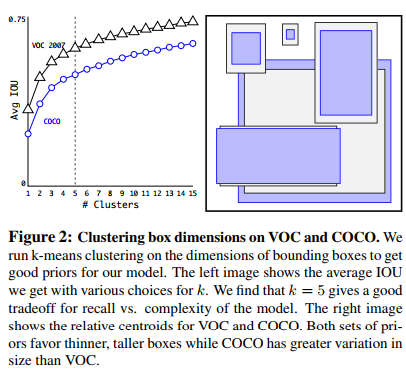 0.75
VOC 2007
Avg IOU
COCO
0
1 2 3 4 5 6 7 8 9 10 11 12 13 14 15
# Clusters
Figure 2: Clustering box dimensions on VOC and COCO. We
run k-means clustering on the dimensions of bounding boxes to get
good priors for our model. The left image shows the average IOU
we get with various choices for k. We find that k = 5 gives a good
tradeoff for recall vs. complexity of the model. The right image
shows the relative centroids for VOC and COCO. Both sets of pri-
ors favor thinner, taller boxes while COCO has greater variation in
size than VOC.